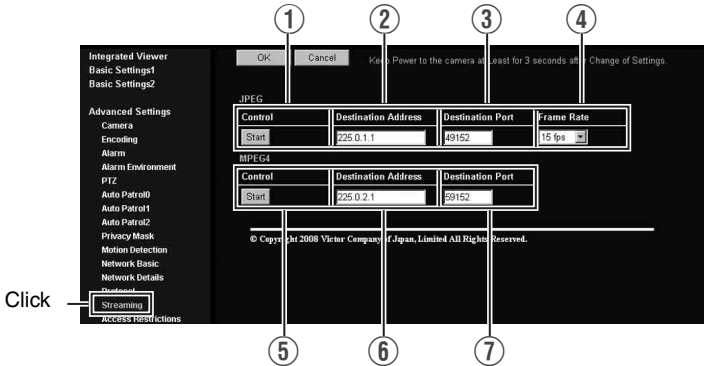 ① ② ③ ④
Integrated Viewer
Basic Settings1
Basic Settings2
Advanced Settings
Camera
Encoding
Alarm
Alarm Environment
PTZ
Auto Patrol0
Auto Patrol1
Auto Patrol2
Privacy Mask
Motion Detection
Network Basic
Network Details
Protocol
Streaming
Access Restrictions
Click
OK Cancel Keep Power to the camera at Least for 3 seconds after Change of Settings.
JPEG
Control Destination Address Destination Port Frame Rate
Start 225.0.1.1 49152 15 fps
MPEG4
Control Destination Address Destination Port
Start 225.0.2.1 59152
© Copyright 2008 Victor Company of Japan, Limited All Rights Reserved.
⑤ ⑥ ⑦